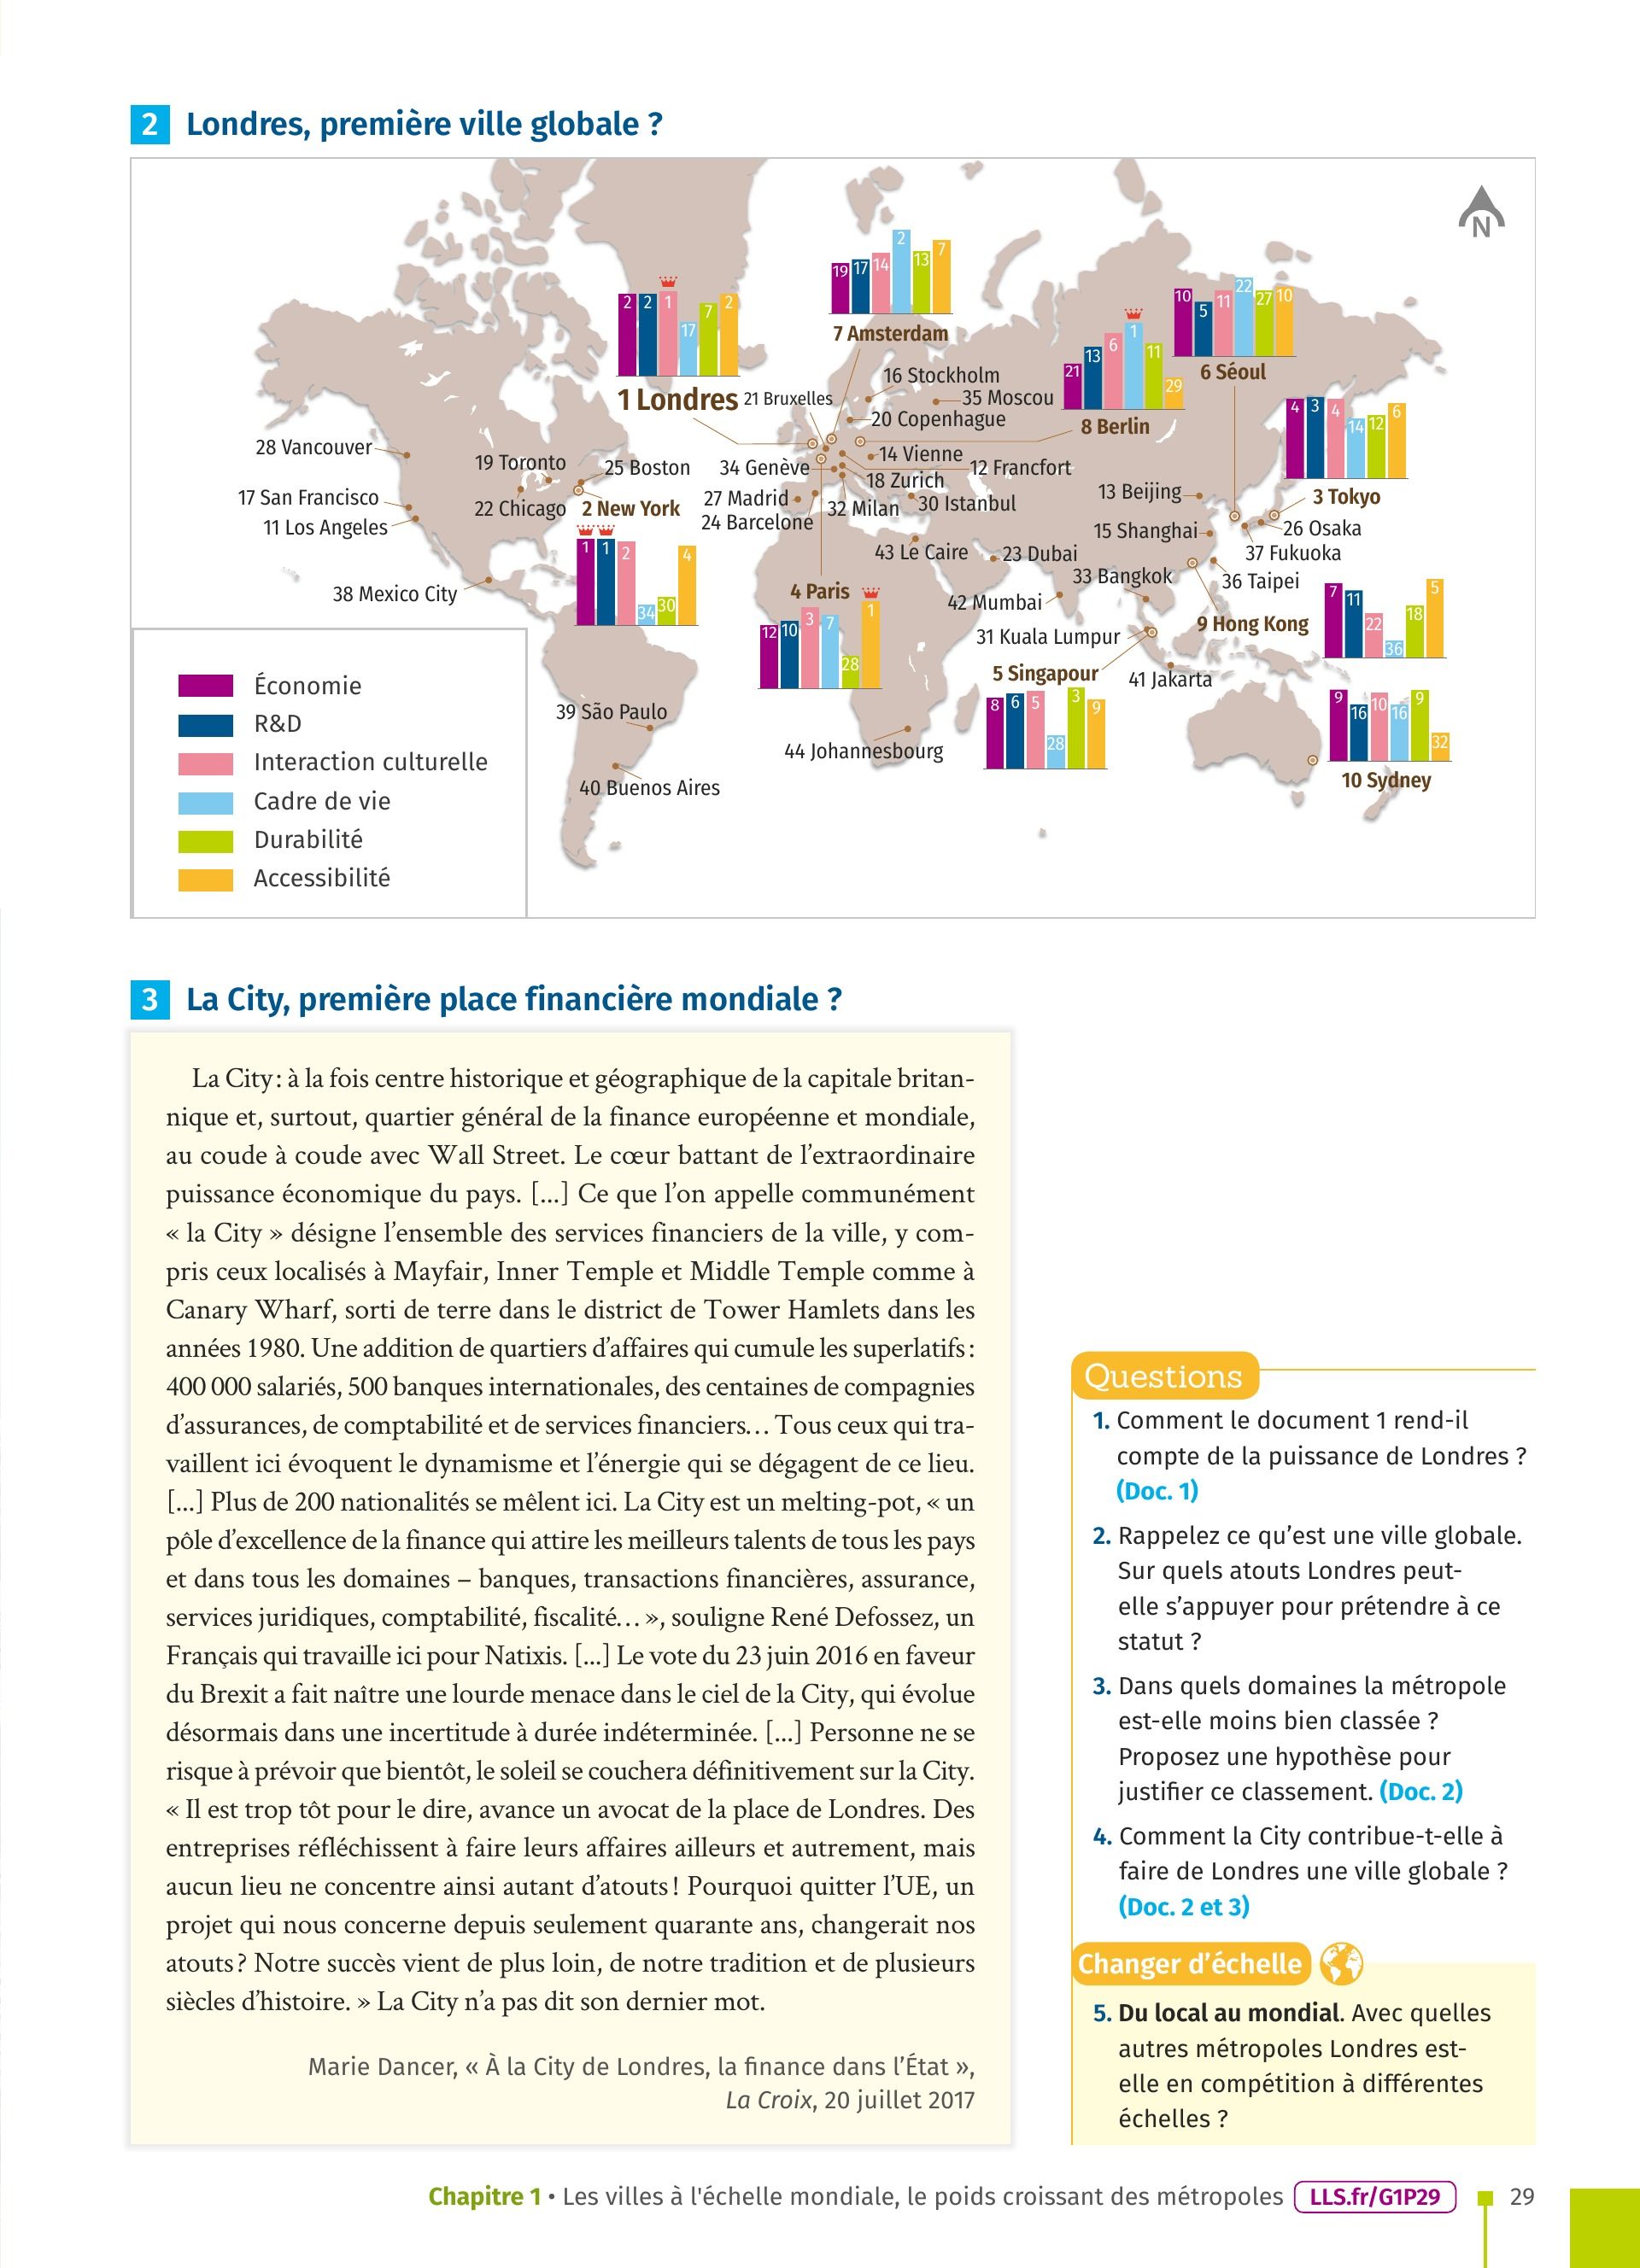 2 Londres, première ville globale ?
N
2 2 1 17 7 2
1 Londres
19 17 14 2 13 7
7 Amsterdam
21 13 6 1 11 29
8 Berlin
10 5 11 22 27 10
6 Séoul
4 3 4 14 12 6
3 Tokyo
16 Stockholm
21 Bruxelles
35 Moscou
20 Copenhague
28 Vancouver
19 Toronto
25 Boston
34 Genève
14 Vienne
12 Francfort
18 Zurich
17 San Francisco
22 Chicago
2 New York
27 Madrid
32 Milan
30 Istanbul
13 Beijing
11 Los Angeles
24 Barcelone
15 Shanghai
26 Osaka
37 Fukuoka
1 1 2 34 30 4
43 Le Caire
23 Dubai
33 Bangkok
36 Taipei
38 Mexico City
4 Paris
12 10 3 7 28 1
42 Mumbai
9 Hong Kong
7 11 22 36 18 5
31 Kuala Lumpur
5 Singapour
8 6 5 28 3 9
41 Jakarta
39 São Paulo
44 Johannesbourg
40 Buenos Aires
9 16 10 16 9 32
10 Sydney
Économie
R&D
Interaction culturelle
Cadre de vie
Durabilité
Accessibilité
3 La City, première place financière mondiale ?
La City : à la fois centre historique et géographique de la capitale britan-
nique et, surtout, quartier général de la finance européenne et mondiale,
au coude à coude avec Wall Street. Le cœur battant de l’extraordinaire
puissance économique du pays. [...] Ce que l’on appelle communément
« la City » désigne l’ensemble des services financiers de la ville, y com-
pris ceux localisés à Mayfair, Inner Temple et Middle Temple comme à
Canary Wharf, sorti de terre dans le district de Tower Hamlets dans les
années 1980. Une addition de quartiers d’affaires qui cumule les superlatifs :
400 000 salariés, 500 banques internationales, des centaines de compagnies
d’assurances, de comptabilité et de services financiers… Tous ceux qui tra-
vaillent ici évoquent le dynamisme et l’énergie qui se dégagent de ce lieu.
[...] Plus de 200 nationalités se mêlent ici. La City est un melting-pot, « un
pôle d’excellence de la finance qui attire les meilleurs talents de tous les pays
et dans tous les domaines – banques, transactions financières, assurance,
services juridiques, comptabilité, fiscalité… », souligne René Defossez, un
Français qui travaille ici pour Natixis. [...] Le vote du 23 juin 2016 en faveur
du Brexit a fait naître une lourde menace dans le ciel de la City, qui évolue
désormais dans une incertitude à durée indéterminée. [...] Personne ne se
risque à prévoir que bientôt, le soleil se couchera définitivement sur la City.
« Il est trop tôt pour le dire, avance un avocat de la place de Londres. Des
entreprises réfléchissent à faire leurs affaires ailleurs et autrement, mais
aucun lieu ne concentre ainsi autant d’atouts ! Pourquoi quitter l’UE, un
projet qui nous concerne depuis seulement quarante ans, changerait nos
atouts ? Notre succès vient de plus loin, de notre tradition et de plusieurs
siècles d’histoire. » La City n’a pas dit son dernier mot.
Marie Dancer, « À la City de Londres, la finance dans l’État »,
La Croix, 20 juillet 2017
Questions
1. Comment le document 1 rend-il
compte de la puissance de Londres ?
(Doc. 1)
2. Rappelez ce qu’est une ville globale.
Sur quels atouts Londres peut-
elle s’appuyer pour prétendre à ce
statut ?
3. Dans quels domaines la métropole
est-elle moins bien classée ?
Proposez une hypothèse pour
justifier ce classement. (Doc. 2)
4. Comment la City contribue-t-elle à
faire de Londres une ville globale ?
(Doc. 2 et 3)
Changer d’échelle
5. Du local au mondial. Avec quelles
autres métropoles Londres est-
elle en compétition à différentes
échelles ?
Chapitre 1 • Les villes à l'échelle mondiale, le poids croissant des métropoles LLS.fr/G1P29 29